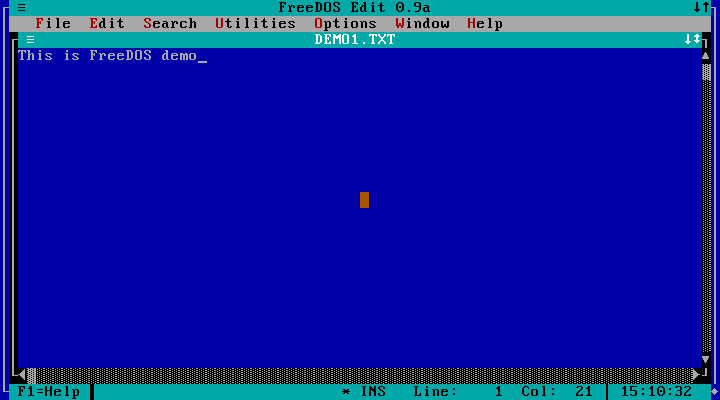 ≡ FreeDOS Edit 0.9a ↓↑
File Edit Search Utilities Options Window Help
≡ DEMO1.TXT ↓↕
This is FreeDOS demo_
F1=Help * INS Line: 1 Col: 21 15:10:32